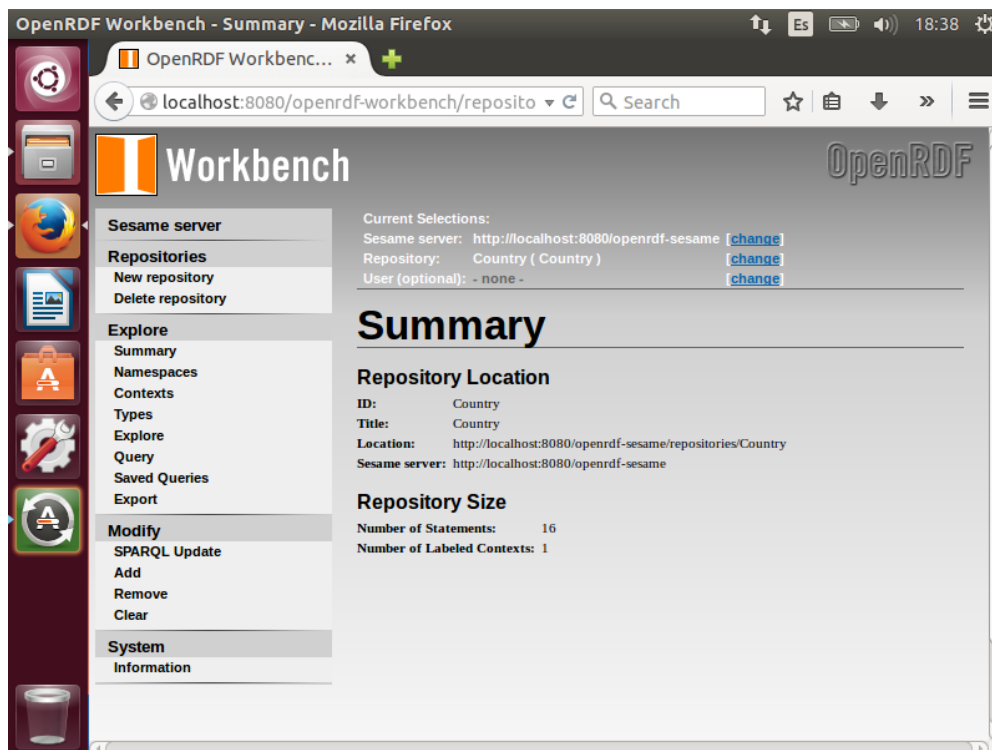 OpenRDF Workbench - Summary - Mozilla Firefox
Es
18:38
OpenRDF Workbenc...
localhost:8080/openrdf-workbench/reposito
Search
Workbench
OpenRDF
Sesame server
Repositories
New repository
Delete repository
Explore
Summary
Namespaces
Contexts
Types
Explore
Query
Saved Queries
Export
Modify
SPARQL Update
Add
Remove
Clear
System
Information
Current Selections:
Sesame server: http://localhost:8080/openrdf-sesame [change]
Repository: Country ( Country ) [change]
User (optional): - none - [change]
Summary
Repository Location
ID: Country
Title: Country
Location: http://localhost:8080/openrdf-sesame/repositories/Country
Sesame server: http://localhost:8080/openrdf-sesame
Repository Size
Number of Statements: 16
Number of Labeled Contexts: 1